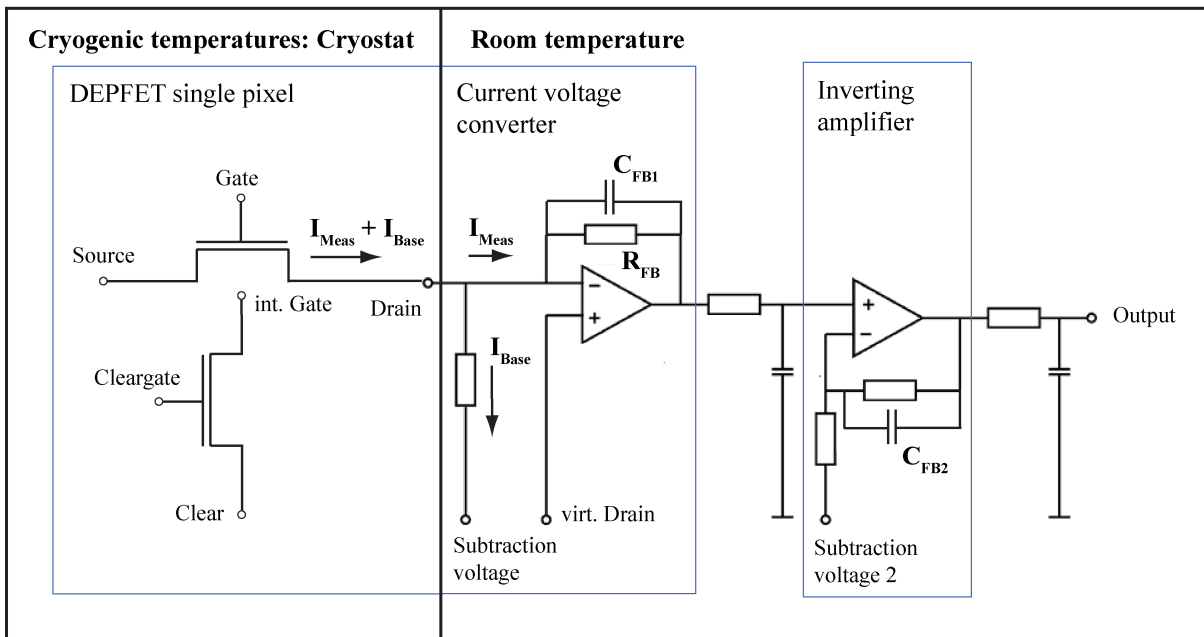 Cryogenic temperatures: Cryostat
Room temperature
DEPFET single pixel
Current voltage
converter
Inverting
amplifier
Gate
Source
I_Meas + I_Base
I_Meas
C_FB1
R_FB
int. Gate
Drain
Cleargate
Clear
I_Base
−
+
+
−
Output
C_FB2
virt. Drain
Subtraction
voltage
Subtraction
voltage 2